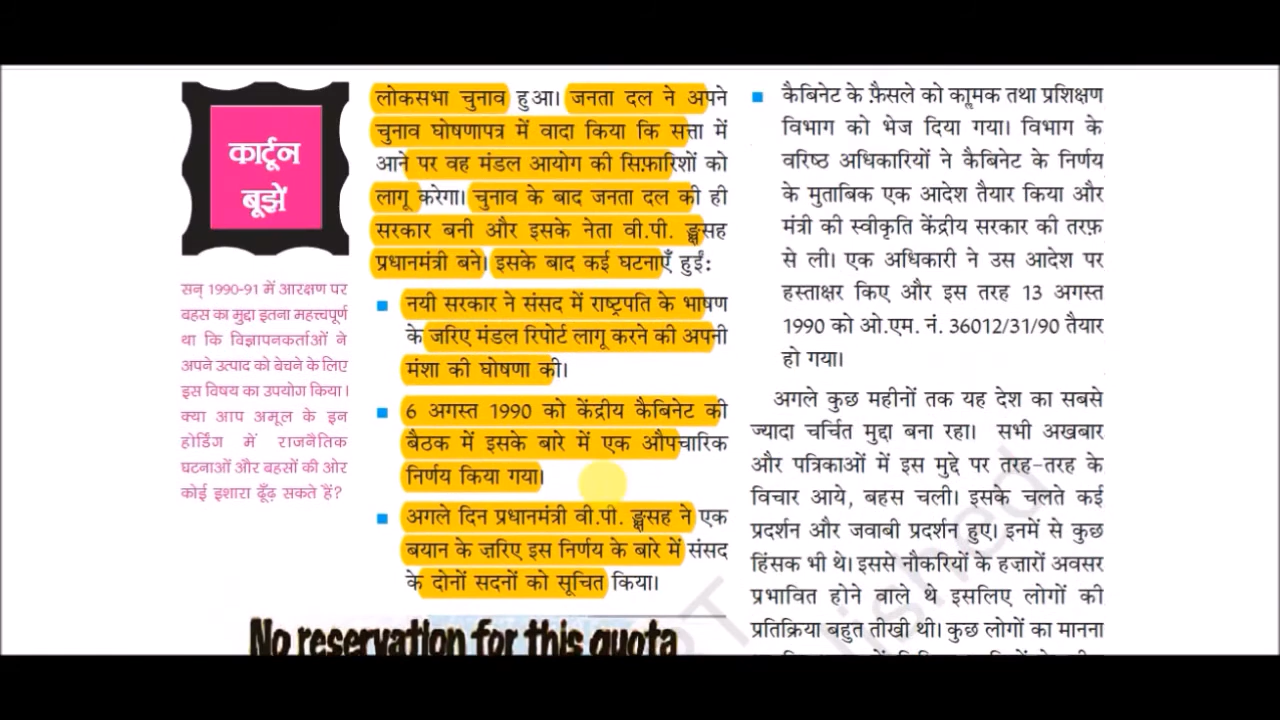 कार्टून
बूझें
सन् 1990-91 में आरक्षण पर
बहस का मुद्दा इतना महत्त्वपूर्ण
था कि विज्ञापनकर्ताओं ने
अपने उत्पाद को बेचने के लिए
इस विषय का उपयोग किया।
क्या आप अमूल के इन
होर्डिंग में राजनैतिक
घटनाओं और बहसों की ओर
कोई इशारा ढूँढ़ सकते हैं?
लोकसभा चुनाव हुआ। जनता दल ने अपने
चुनाव घोषणापत्र में वादा किया कि सत्ता में
आने पर वह मंडल आयोग की सिफ़ारिशों को
लागू करेगा। चुनाव के बाद जनता दल की ही
सरकार बनी और इसके नेता वी.पी. ङ्क्षसह
प्रधानमंत्री बने। इसके बाद कई घटनाएँ हुईं:
■ नयी सरकार ने संसद में राष्ट्रपति के भाषण
के जरिए मंडल रिपोर्ट लागू करने की अपनी
मंशा की घोषणा की।
■ 6 अगस्त 1990 को केंद्रीय कैबिनेट की
बैठक में इसके बारे में एक औपचारिक
निर्णय किया गया।
■ अगले दिन प्रधानमंत्री वी.पी. ङ्क्षसह ने एक
बयान के ज़रिए इस निर्णय के बारे में संसद
के दोनों सदनों को सूचित किया।
No reservation for this quota
■ कैबिनेट के फ़ैसले को का्मक तथा प्रशिक्षण
विभाग को भेज दिया गया। विभाग के
वरिष्ठ अधिकारियों ने कैबिनेट के निर्णय
के मुताबिक एक आदेश तैयार किया और
मंत्री की स्वीकृति केंद्रीय सरकार की तरफ़
से ली। एक अधिकारी ने उस आदेश पर
हस्ताक्षर किए और इस तरह 13 अगस्त
1990 को ओ.एम. नं. 36012/31/90 तैयार
हो गया।
अगले कुछ महीनों तक यह देश का सबसे
ज्यादा चर्चित मुद्दा बना रहा। सभी अखबार
और पत्रिकाओं में इस मुद्दे पर तरह-तरह के
विचार आये, बहस चली। इसके चलते कई
प्रदर्शन और जवाबी प्रदर्शन हुए। इनमें से कुछ
हिंसक भी थे। इससे नौकरियों के हज़ारों अवसर
प्रभावित होने वाले थे इसलिए लोगों की
प्रतिक्रिया बहुत तीखी थी। कुछ लोगों का मानना